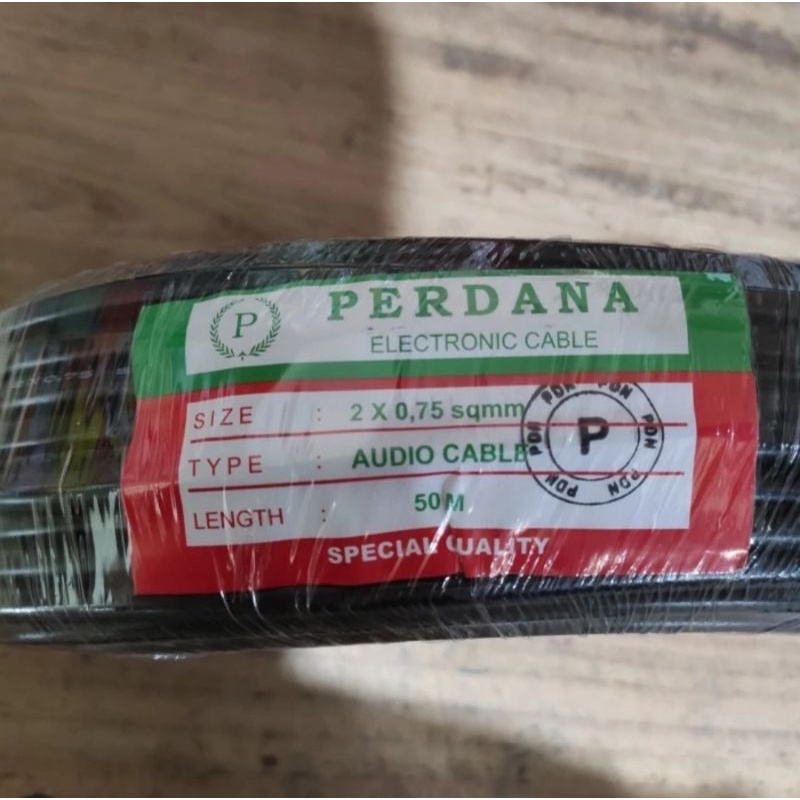 P
PERDANA
ELECTRONIC CABLE
SIZE : 2 X 0,75 sqmm
TYPE : AUDIO CABLE
LENGTH : 50 M
PDN PDN PDN PDN PDN PDN
P
SPECIAL QUALITY